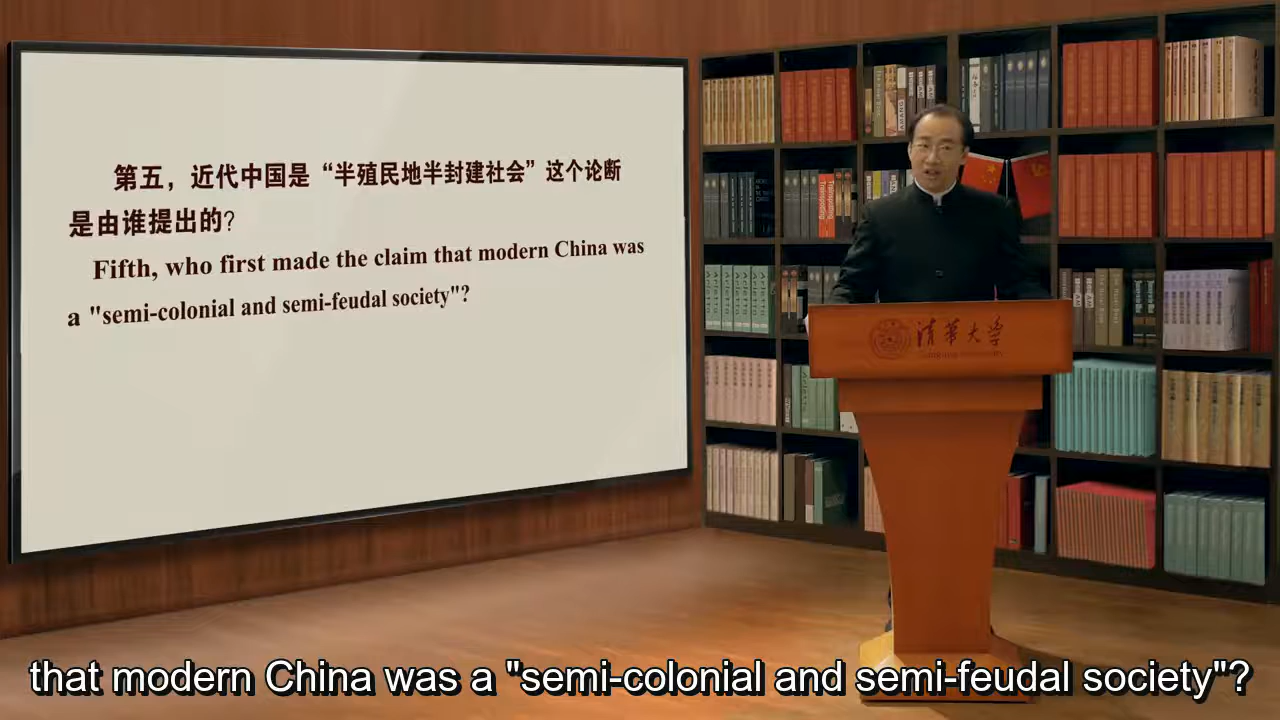 第五，近代中国是“半殖民地半封建社会”这个论断
是由谁提出的?
Fifth, who first made the claim that modern China was
a "semi-colonial and semi-feudal society"?
清华大学
that modern China was a "semi-colonial and semi-feudal society"?